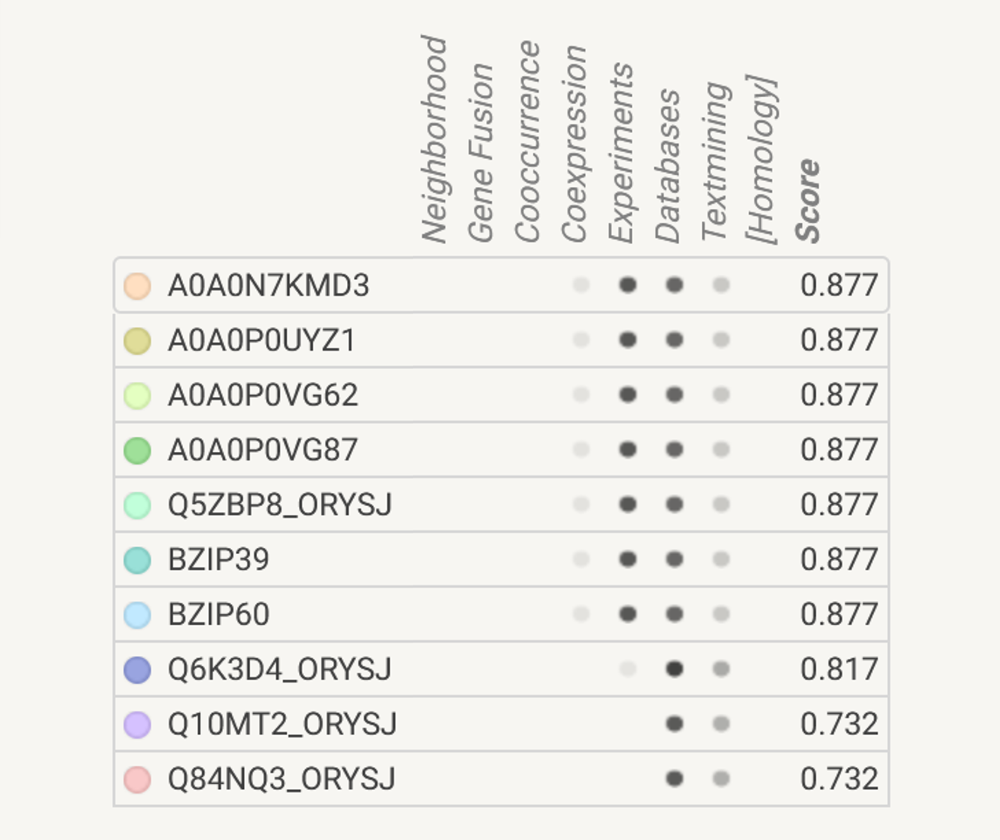 Neighborhood
Gene Fusion
Cooccurrence
Coexpression
Experiments
Databases
Textmining
[Homology]
Score
A0A0N7KMD3 0.877
A0A0P0UYZ1 0.877
A0A0P0VG62 0.877
A0A0P0VG87 0.877
Q5ZBP8_ORYSJ 0.877
BZIP39 0.877
BZIP60 0.877
Q6K3D4_ORYSJ 0.817
Q10MT2_ORYSJ 0.732
Q84NQ3_ORYSJ 0.732